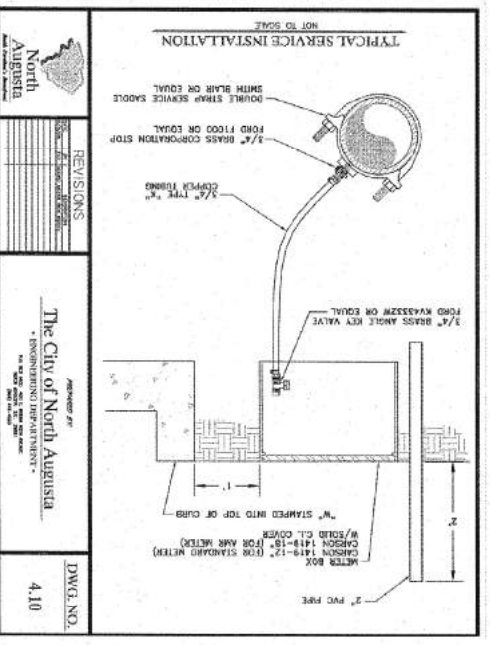 2" PVC PIPE
METER BOX
CARSON 1419-12" (FOR STANDARD METER)
CARSON 1419-18" (FOR AMR METER)
W/SOLID C.I. COVER
"W" STAMPED INTO TOP OF CURB
1'
2'
3/4" BRASS ANGLE KEY VALVE
FORD KV43332W OR EQUAL
3/4" TYPE "K"
COPPER TUBING
3/4" BRASS CORPORATION STOP
FORD F1000 OR EQUAL
DOUBLE STRAP SERVICE SADDLE
SMITH BLAIR OR EQUAL
TYPICAL SERVICE INSTALLATION
NOT TO SCALE
North
Augusta
REVISIONS
PREPARED BY
The City of North Augusta
• ENGINEERING DEPARTMENT •
DWG. NO.
4.10